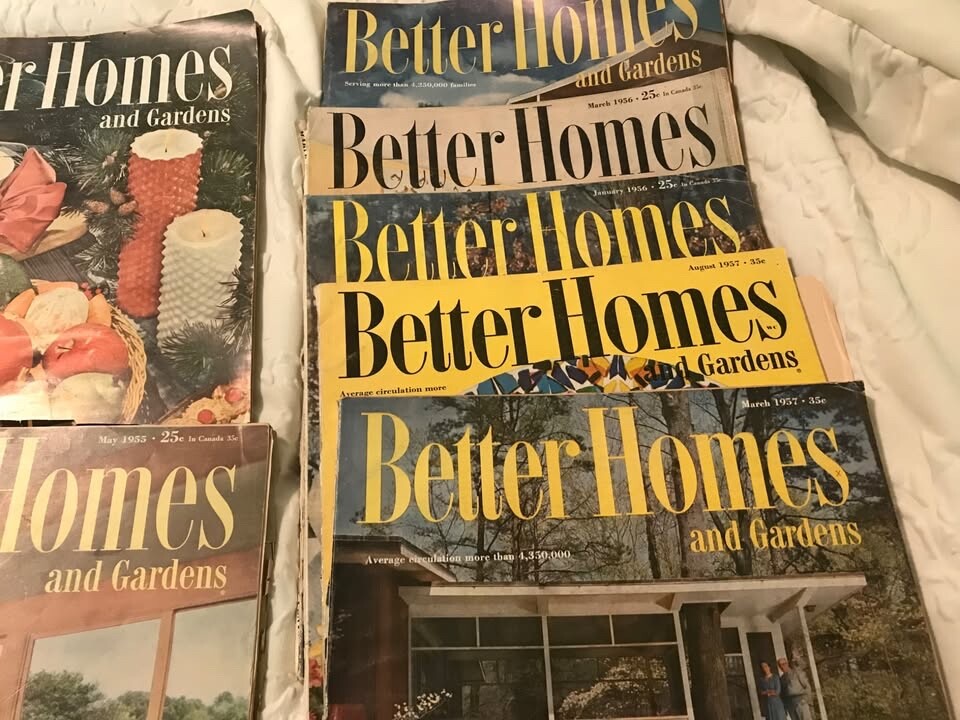 er Homes
and Gardens
May 1955 • 25c In Canada 35c
Homes
and Gardens
Better Homes
and Gardens
Serving more than 4,250,000 families
March 1956 • 25c In Canada 35c
Better Homes
January 1956 • 25c In Canada 35c
Better Homes
August 1957 • 35c
Better Homes
and Gardens
Average circulation more
March 1957 • 35c
Better Homes
and Gardens
Average circulation more than 4,350,000